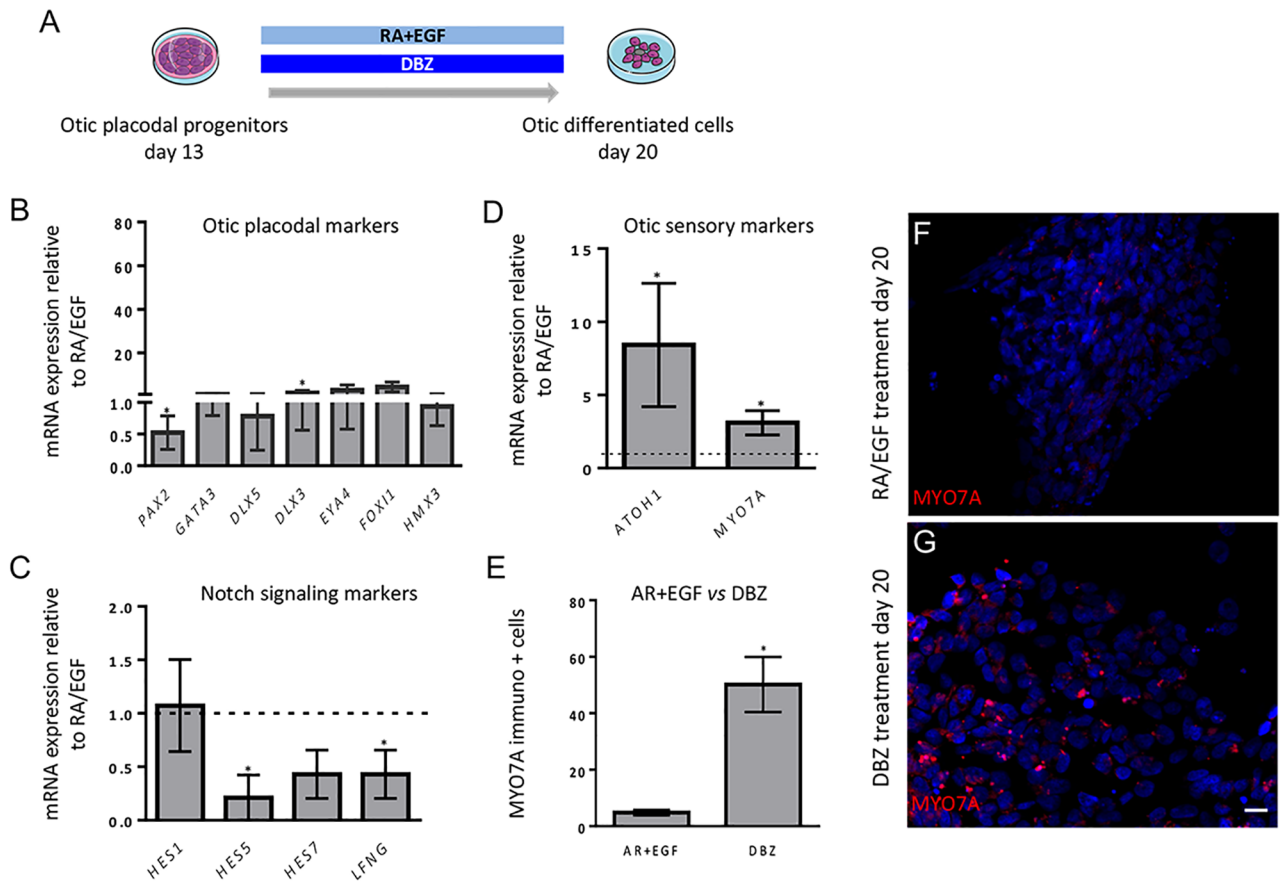 A
RA+EGF
DBZ
Otic placodal progenitors
day 13
Otic differentiated cells
day 20
B
Otic placodal markers
mRNA expression relative
to RA/EGF
80
60
40
20
1.0
0.5
0.0
PAX2
GATA3
DLX5
DLX3
EYA4
FOXI1
HMX3
*
*
C
Notch signaling markers
mRNA expression relative
to RA/EGF
2.0
1.5
1.0
0.5
0.0
HES1
HES5
HES7
LFNG
*
*
D
Otic sensory markers
mRNA expression relative
to RA/EGF
15
10
5
0
ATOH1
MYO7A
*
*
E
AR+EGF vs DBZ
MYO7A immuno + cells
80
60
40
20
0
AR+EGF
DBZ
*
F
RA/EGF treatment day 20
MYO7A
G
DBZ treatment day 20
MYO7A